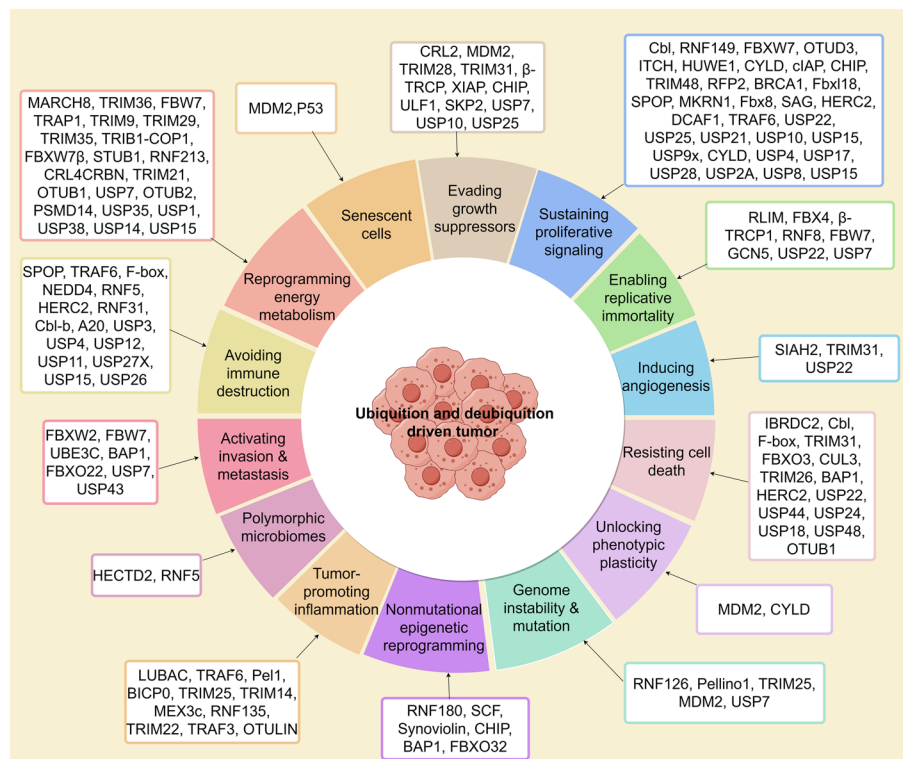 CRL2, MDM2,
TRIM28, TRIM31, β-
TRCP, XIAP, CHIP,
ULF1, SKP2, USP7,
USP10, USP25
Cbl, RNF149, FBXW7, OTUD3,
ITCH, HUWE1, CYLD, cIAP, CHIP,
TRIM48, RFP2, BRCA1, Fbxl18,
SPOP, MKRN1, Fbx8, SAG, HERC2,
DCAF1, TRAF6, USP22,
USP25, USP21, USP10, USP15,
USP9x, CYLD, USP4, USP17,
USP28, USP2A, USP8, USP15
MDM2,P53
MARCH8, TRIM36, FBW7,
TRAP1, TRIM9, TRIM29,
TRIM35, TRIB1-COP1,
FBXW7β, STUB1, RNF213,
CRL4CRBN, TRIM21,
OTUB1, USP7, OTUB2,
PSMD14, USP35, USP1,
USP38, USP14, USP15
Senescent
cells
Evading
growth
suppressors
Sustaining
proliferative
signaling
RLIM, FBX4, β-
TRCP1, RNF8, FBW7,
GCN5, USP22, USP7
Reprogramming
energy
metabolism
Enabling
replicative
immortality
SPOP, TRAF6, F-box,
NEDD4, RNF5,
HERC2, RNF31,
Cbl-b, A20, USP3,
USP4, USP12,
USP11, USP27X,
USP15, USP26
Avoiding
immune
destruction
Inducing
angiogenesis
SIAH2, TRIM31,
USP22
Ubiquition and deubiquition
driven tumor
FBXW2, FBW7,
UBE3C, BAP1,
FBXO22, USP7,
USP43
Activating
invasion &
metastasis
Resisting cell
death
IBRDC2, Cbl,
F-box, TRIM31,
FBXO3, CUL3,
TRIM26, BAP1,
HERC2, USP22,
USP44, USP24,
USP18, USP48,
OTUB1
Polymorphic
microbiomes
Unlocking
phenotypic
plasticity
HECTD2, RNF5
Tumor-
promoting
inflammation
Nonmutational
epigenetic
reprogramming
Genome
instability &
mutation
MDM2, CYLD
LUBAC, TRAF6, Pel1,
BICP0, TRIM25, TRIM14,
MEX3c, RNF135,
TRIM22, TRAF3, OTULIN
RNF180, SCF,
Synoviolin, CHIP,
BAP1, FBXO32
RNF126, Pellino1, TRIM25,
MDM2, USP7